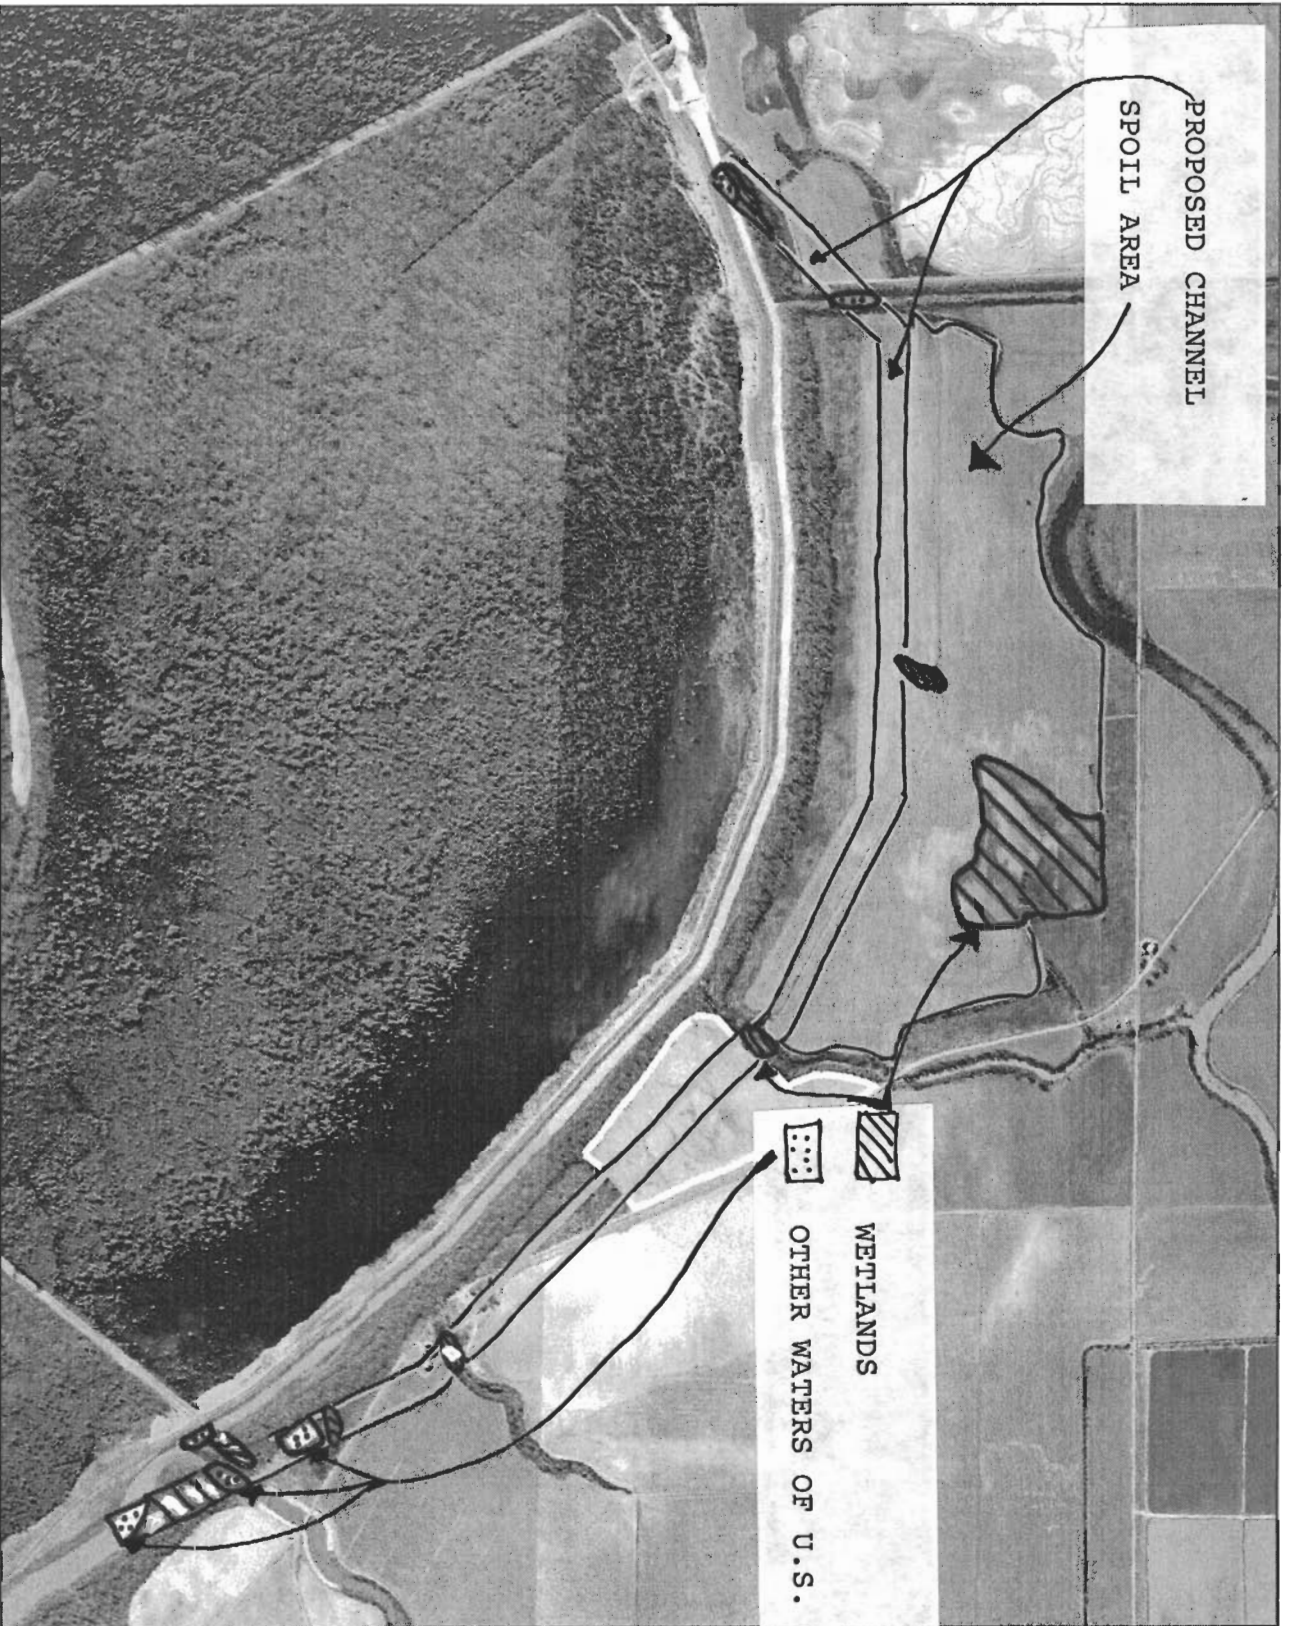 PROPOSED CHANNEL
SPOIL AREA
WETLANDS
OTHER WATERS OF U.S.